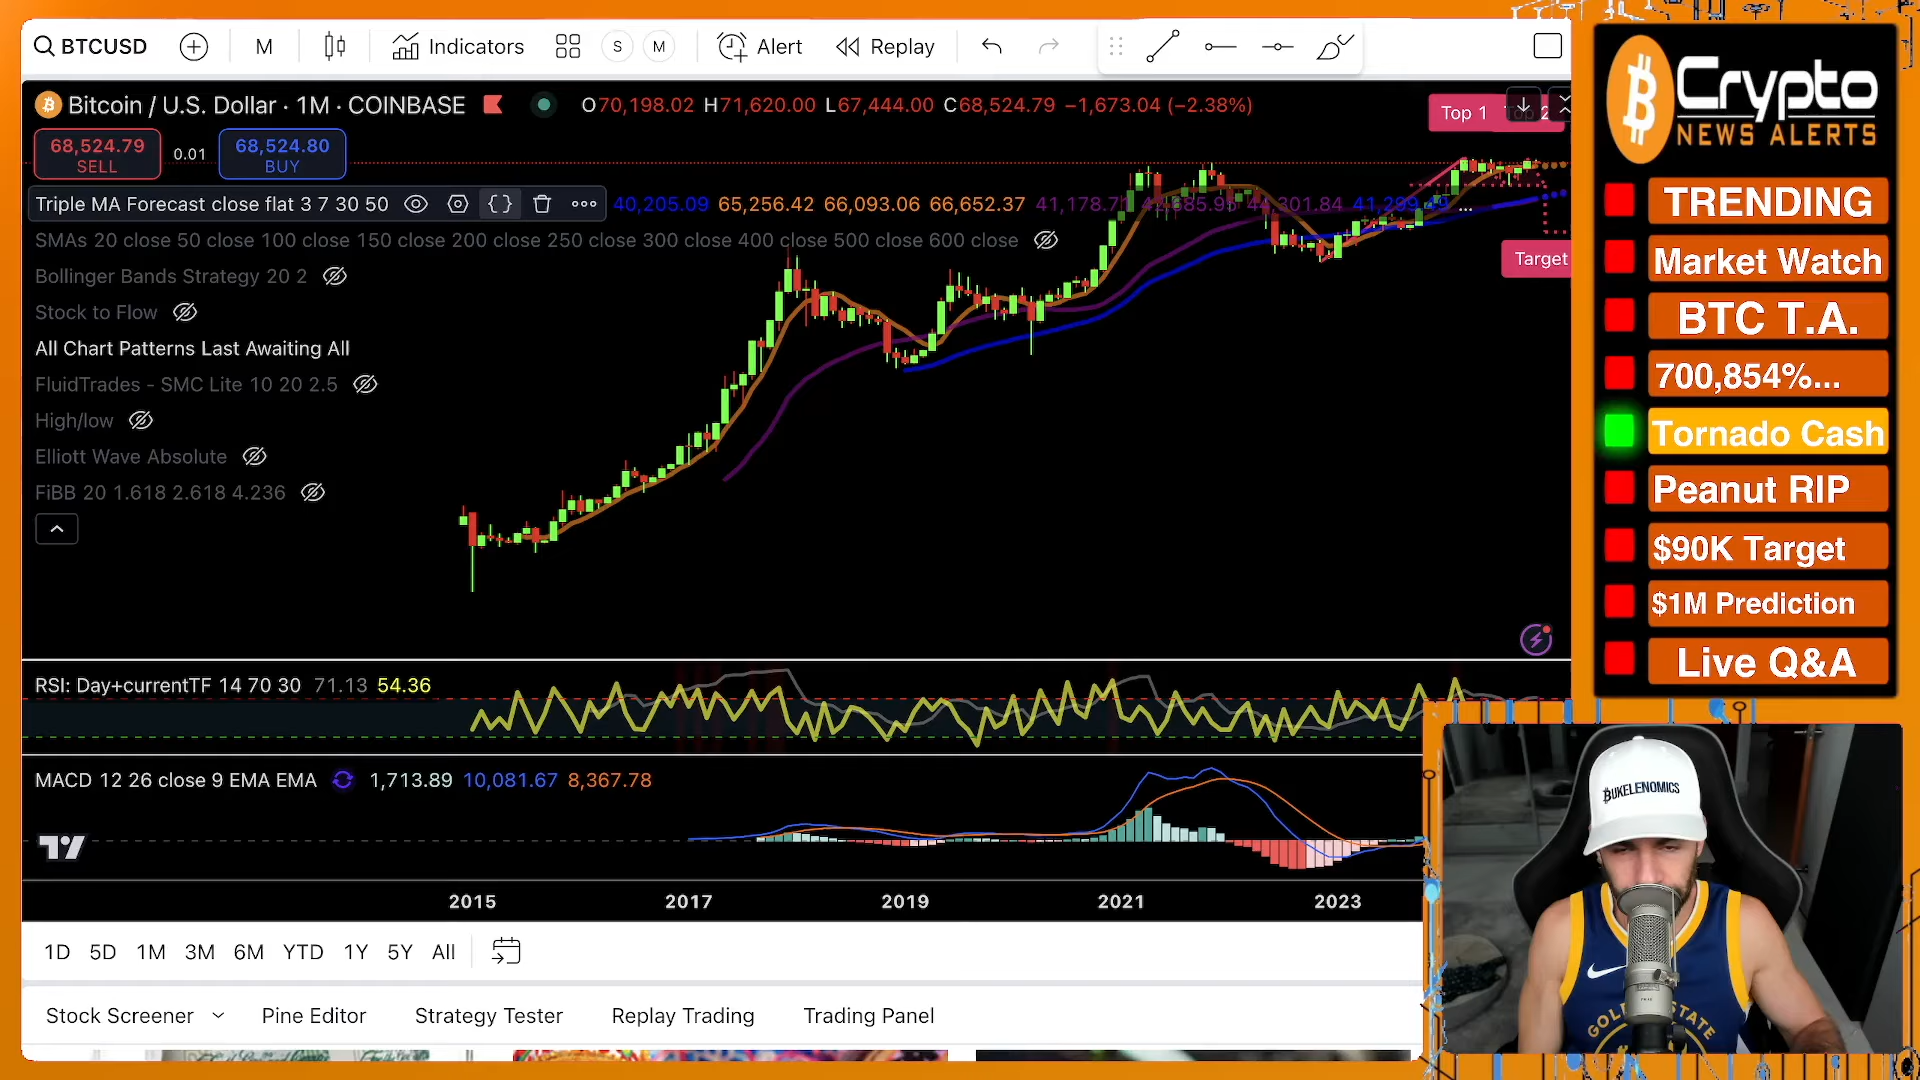 BTCUSD
M
Indicators
S
M
Alert
Replay
Bitcoin / U.S. Dollar · 1M · COINBASE
O70,198.02 H71,620.00 L67,444.00 C68,524.79 −1,673.04 (−2.38%)
68,524.79
SELL
0.01
68,524.80
BUY
Top 1
Top 2
Triple MA Forecast close flat 3 7 30 50
40,205.09 65,256.42 66,093.06 66,652.37
44,301.84
SMAs 20 close 50 close 100 close 150 close 200 close 250 close 300 close 400 close 500 close 600 close
Bollinger Bands Strategy 20 2
Target
Stock to Flow
All Chart Patterns Last Awaiting All
FluidTrades - SMC Lite 10 20 2.5
High/low
Elliott Wave Absolute
FiBB 20 1.618 2.618 4.236
RSI: Day+currentTF 14 70 30 71.13 54.36
MACD 12 26 close 9 EMA EMA 1,713.89 10,081.67 8,367.78
2015 2017 2019 2021 2023
1D 5D 1M 3M 6M YTD 1Y 5Y All
Stock Screener
Pine Editor
Strategy Tester
Replay Trading
Trading Panel
Crypto
NEWS ALERTS
TRENDING
Market Watch
BTC T.A.
700,854%...
Tornado Cash
Peanut RIP
$90K Target
$1M Prediction
Live Q&A
BUKELENOMICS